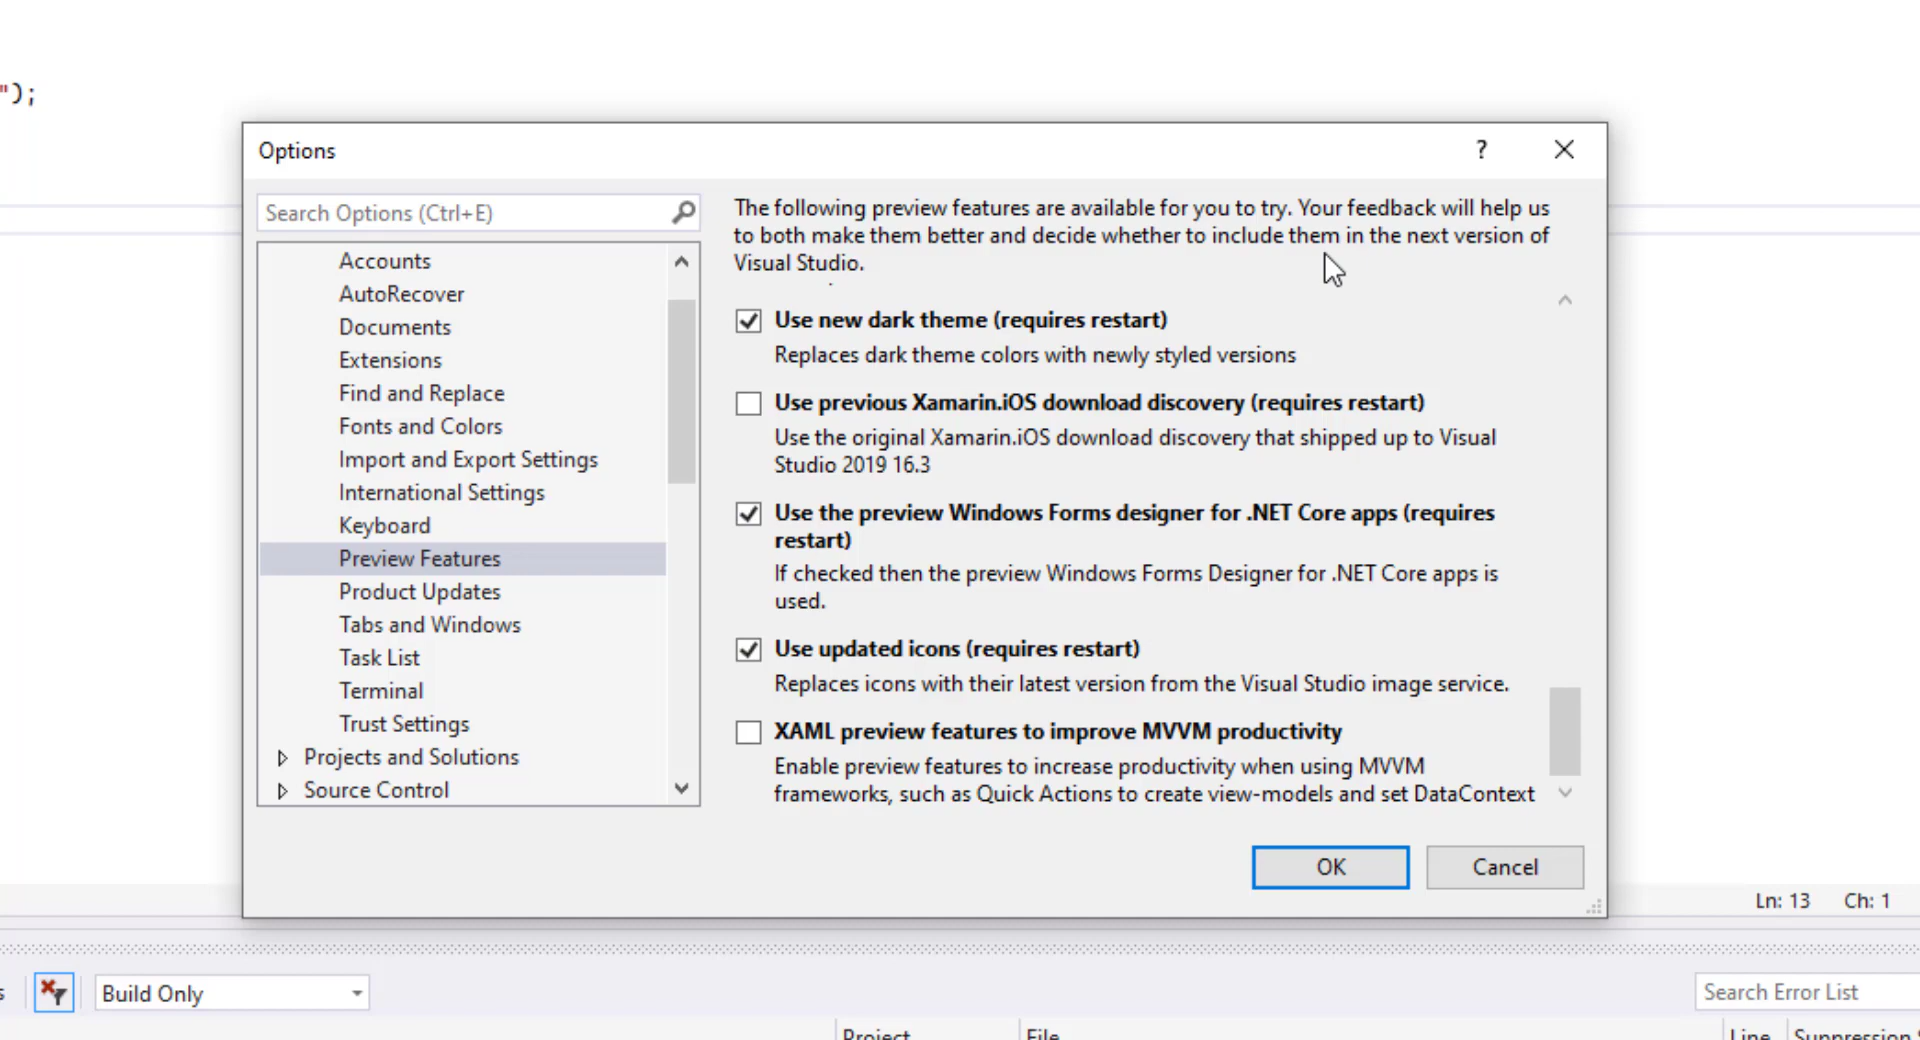 ");
Options
?
Search Options (Ctrl+E)
Accounts
AutoRecover
Documents
Extensions
Find and Replace
Fonts and Colors
Import and Export Settings
International Settings
Keyboard
Preview Features
Product Updates
Tabs and Windows
Task List
Terminal
Trust Settings
Projects and Solutions
Source Control
The following preview features are available for you to try. Your feedback will help us
to both make them better and decide whether to include them in the next version of
Visual Studio.
Use new dark theme (requires restart)
Replaces dark theme colors with newly styled versions
Use previous Xamarin.iOS download discovery (requires restart)
Use the original Xamarin.iOS download discovery that shipped up to Visual
Studio 2019 16.3
Use the preview Windows Forms designer for .NET Core apps (requires
restart)
If checked then the preview Windows Forms Designer for .NET Core apps is
used.
Use updated icons (requires restart)
Replaces icons with their latest version from the Visual Studio image service.
XAML preview features to improve MVVM productivity
Enable preview features to increase productivity when using MVVM
frameworks, such as Quick Actions to create view-models and set DataContext
OK
Cancel
Ln: 13 Ch: 1
s
Build Only
Search Error List
Project
File
Line
Suppression